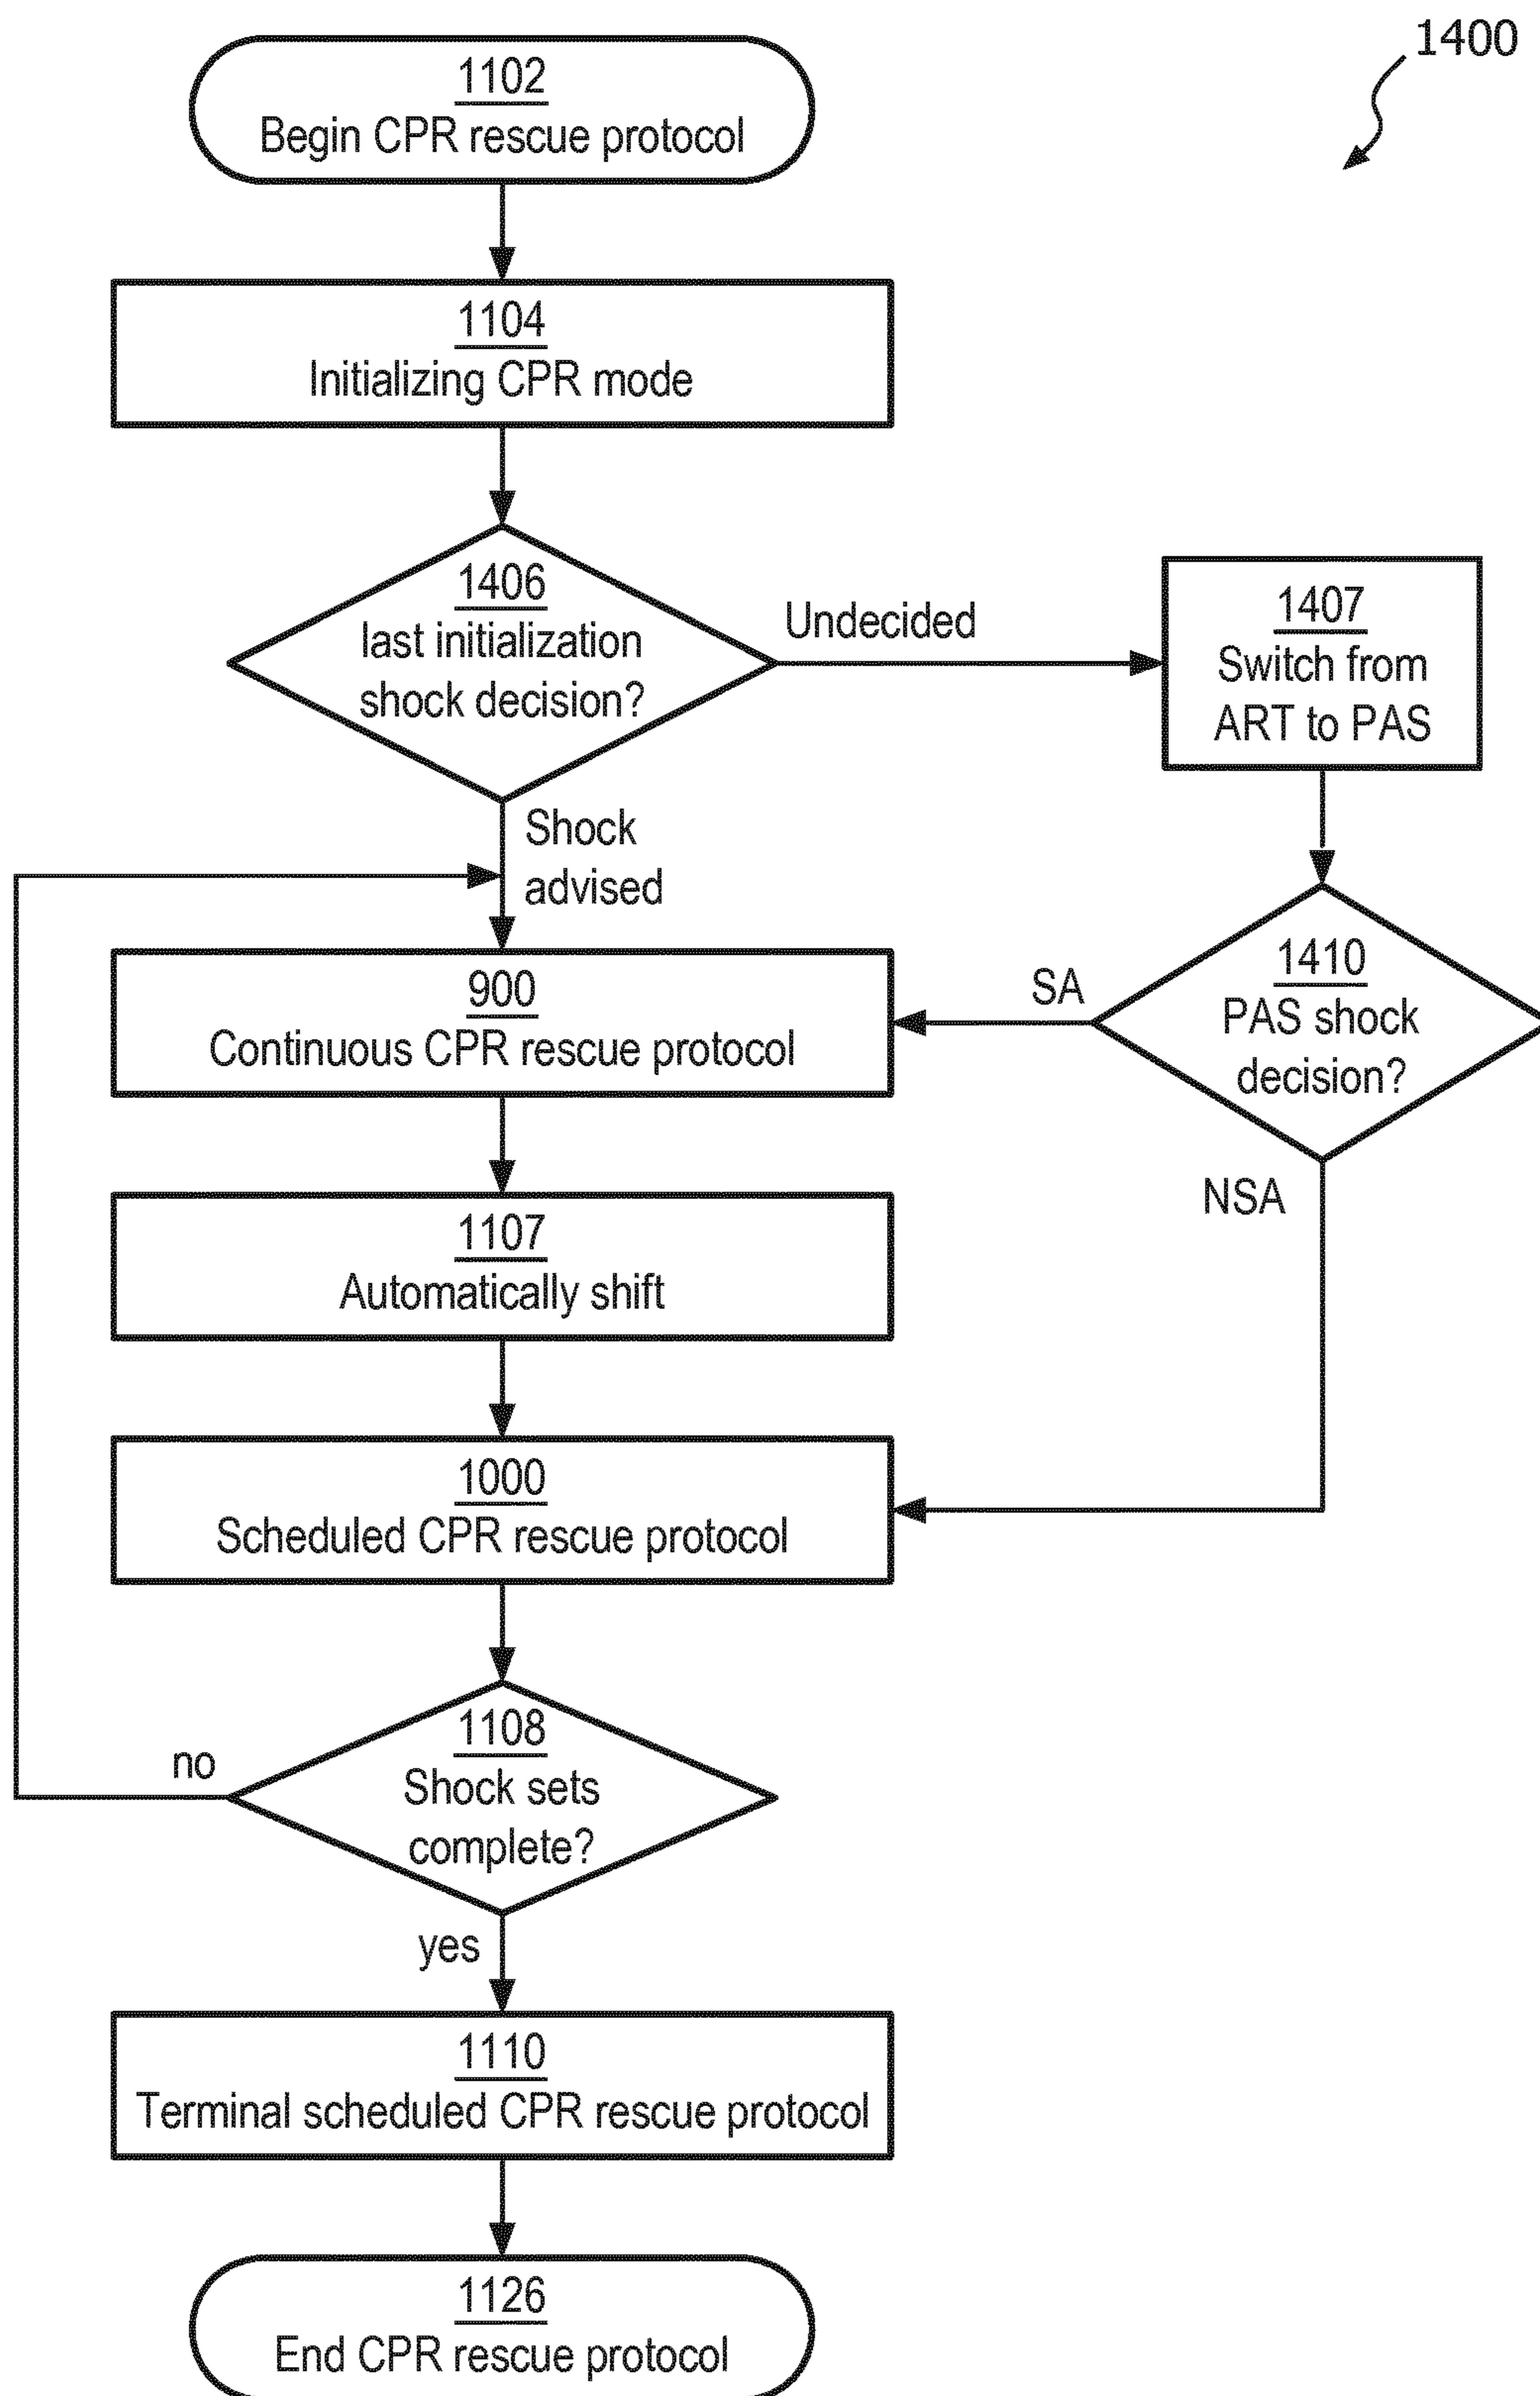 1400
1102
Begin CPR rescue protocol
1104
Initializing CPR mode
1406
last initialization
shock decision?
Undecided
1407
Switch from
ART to PAS
Shock
advised
900
Continuous CPR rescue protocol
SA
1410
PAS shock
decision?
NSA
1107
Automatically shift
1000
Scheduled CPR rescue protocol
1108
Shock sets
complete?
no
yes
1110
Terminal scheduled CPR rescue protocol
1126
End CPR rescue protocol